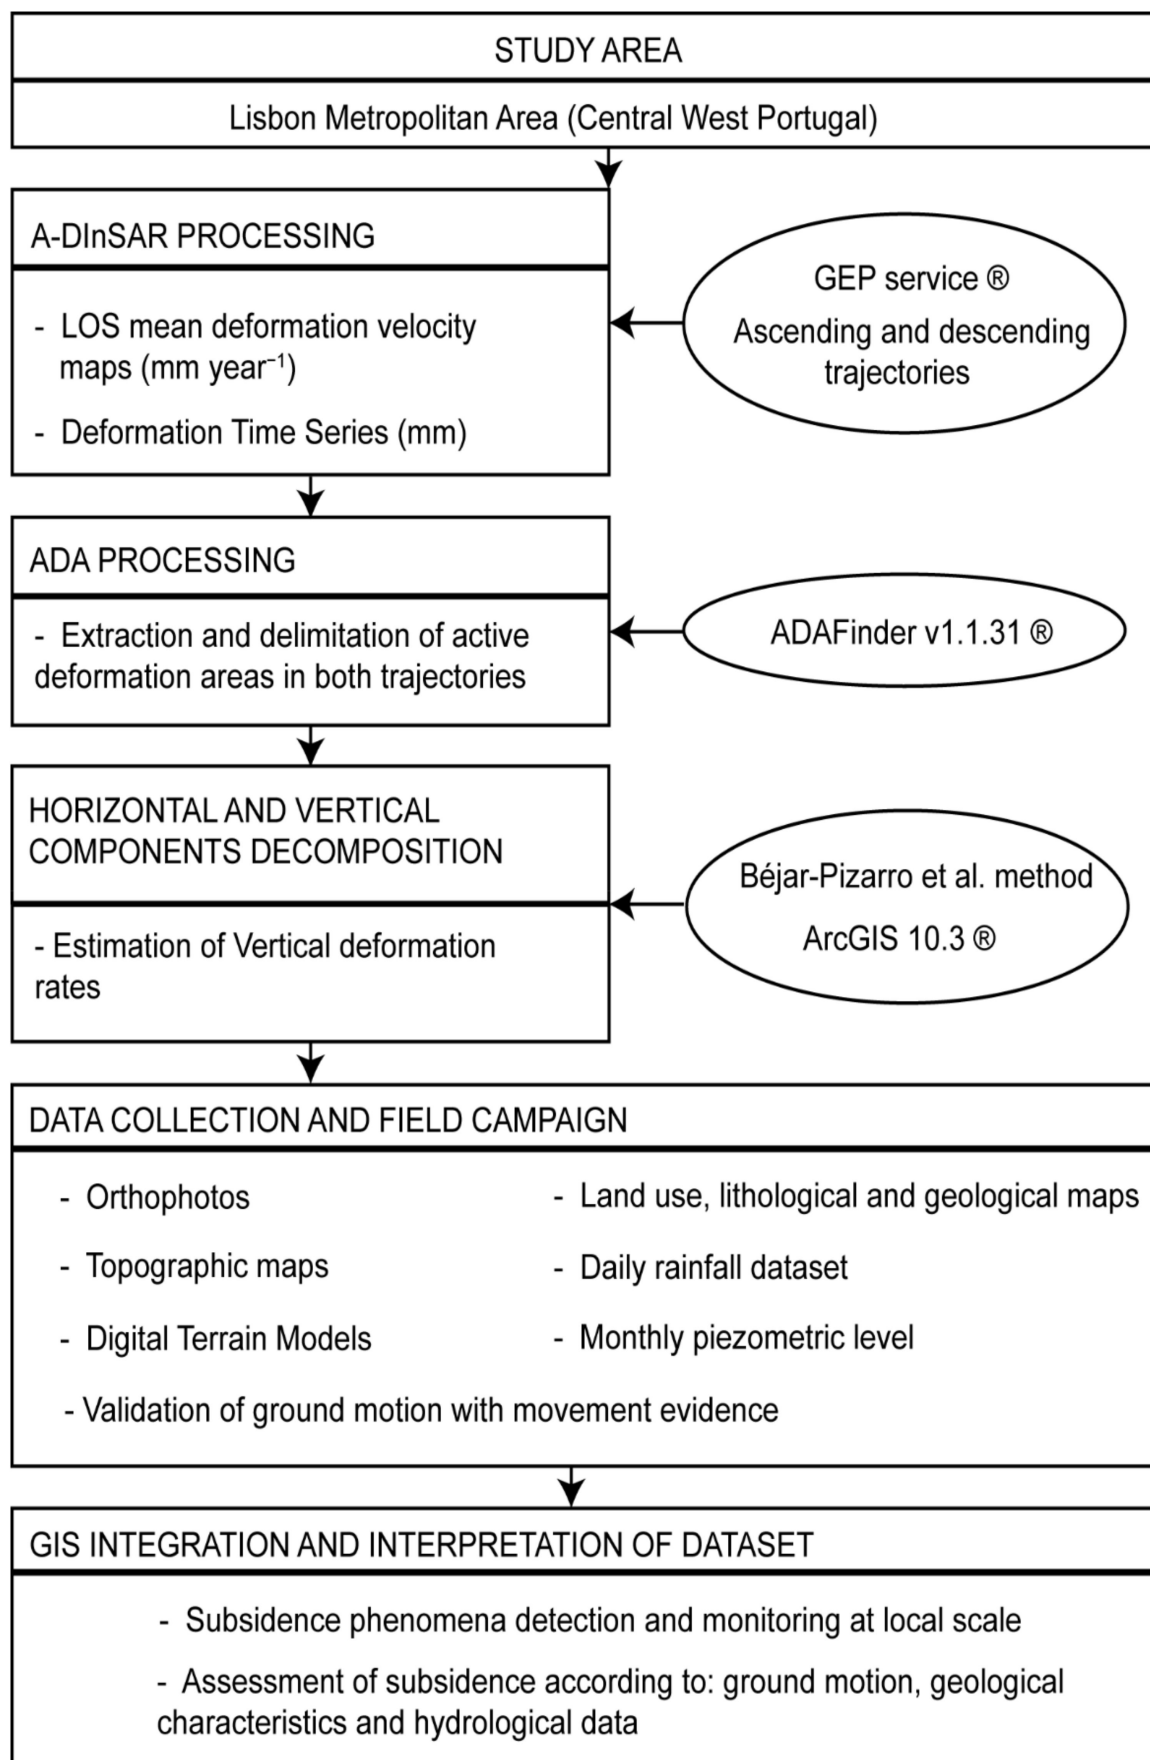 STUDY AREA
Lisbon Metropolitan Area (Central West Portugal)
A-DInSAR PROCESSING
- LOS mean deformation velocity
maps (mm year⁻¹)
- Deformation Time Series (mm)
GEP service ®
Ascending and descending
trajectories
ADA PROCESSING
- Extraction and delimitation of active
deformation areas in both trajectories
ADAFinder v1.1.31 ®
HORIZONTAL AND VERTICAL
COMPONENTS DECOMPOSITION
- Estimation of Vertical deformation
rates
Béjar-Pizarro et al. method
ArcGIS 10.3 ®
DATA COLLECTION AND FIELD CAMPAIGN
- Orthophotos
- Topographic maps
- Digital Terrain Models
- Land use, lithological and geological maps
- Daily rainfall dataset
- Monthly piezometric level
- Validation of ground motion with movement evidence
GIS INTEGRATION AND INTERPRETATION OF DATASET
- Subsidence phenomena detection and monitoring at local scale
- Assessment of subsidence according to: ground motion, geological
characteristics and hydrological data